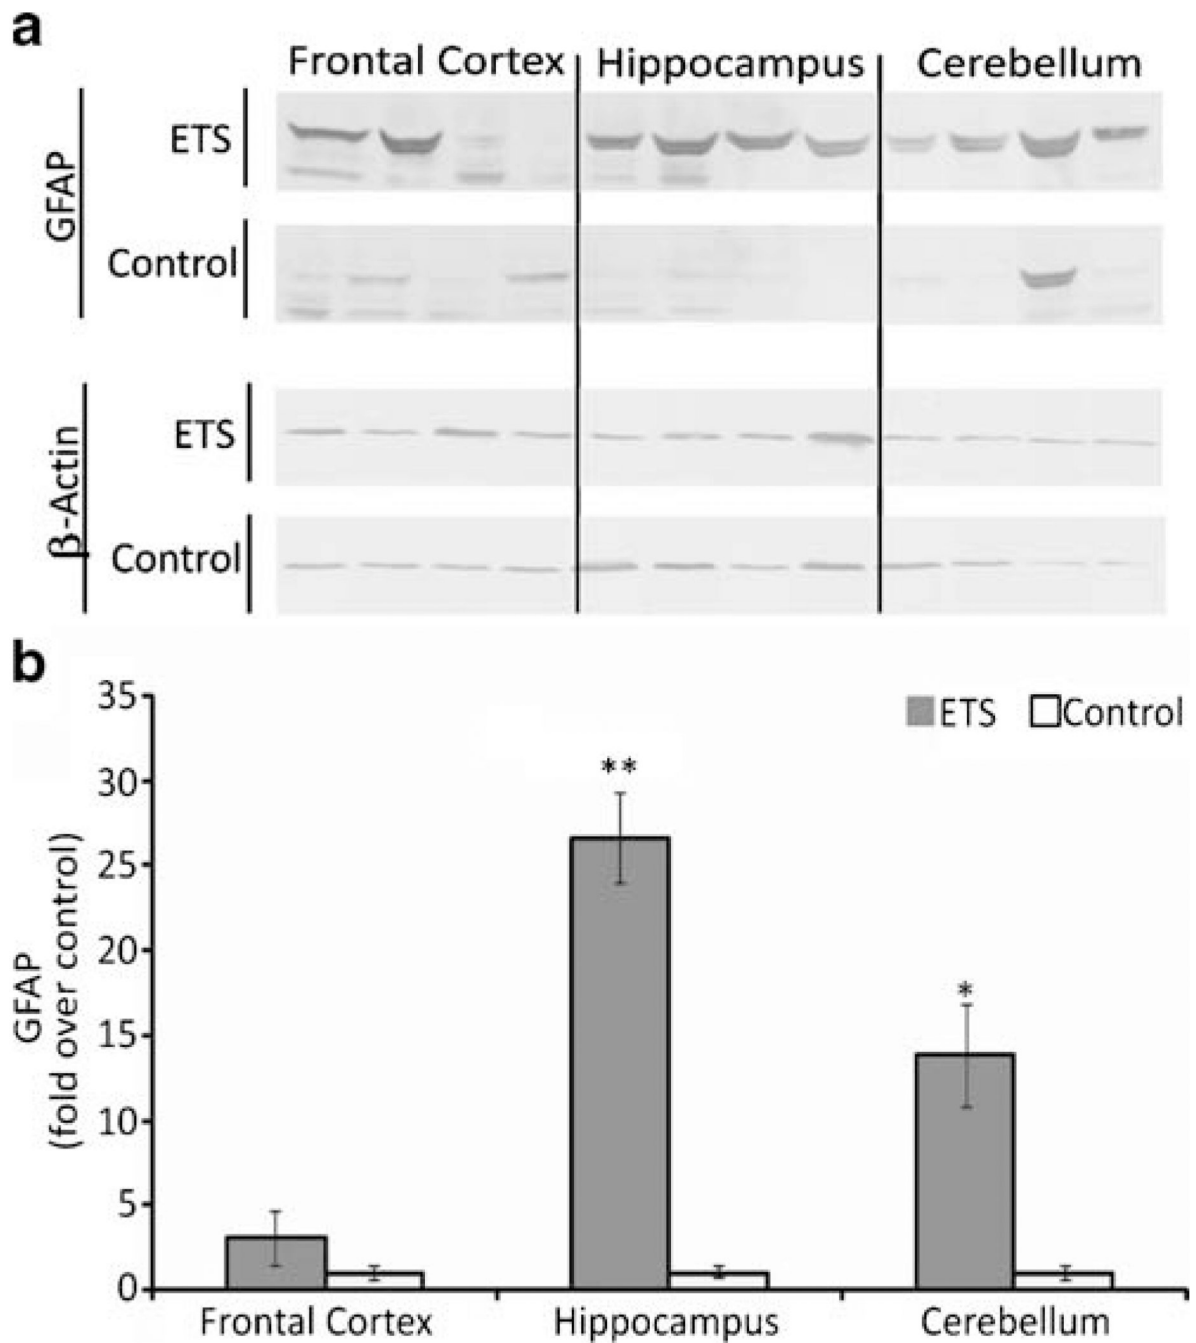 a
Frontal Cortex Hippocampus Cerebellum
GFAP
ETS
Control
β-Actin
ETS
Control
b
ETS Control
GFAP
(fold over control)
35
30
25
20
15
10
5
0
**
*
Frontal Cortex Hippocampus Cerebellum